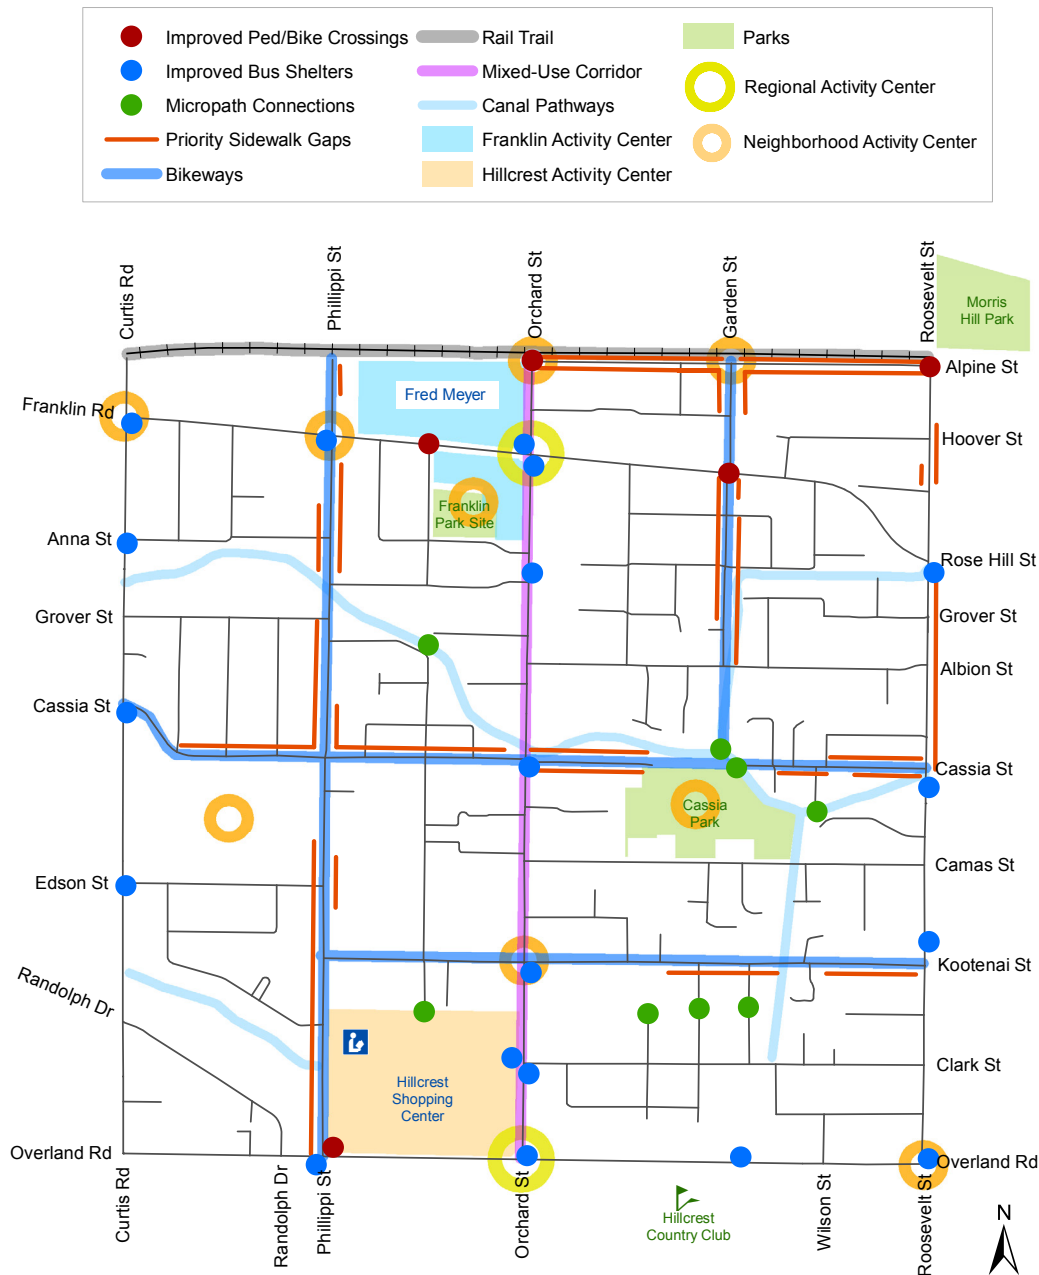 Improved Ped/Bike Crossings
Improved Bus Shelters
Micropath Connections
Priority Sidewalk Gaps
Bikeways
Rail Trail
Mixed-Use Corridor
Canal Pathways
Franklin Activity Center
Hillcrest Activity Center
Parks
Regional Activity Center
Neighborhood Activity Center
Curtis Rd
Phillippi St
Orchard St
Garden St
Roosevelt St
Morris
Hill Park
Alpine St
Fred Meyer
Franklin Rd
Hoover St
Franklin
Park Site
Anna St
Rose Hill St
Grover St
Grover St
Albion St
Cassia St
Cassia St
Cassia
Park
Camas St
Edson St
Kootenai St
Randolph Dr
Clark St
Hillcrest
Shopping
Center
Overland Rd
Overland Rd
Curtis Rd
Randolph Dr
Phillippi St
Orchard St
Hillcrest
Country Club
Wilson St
Roosevelt St
N